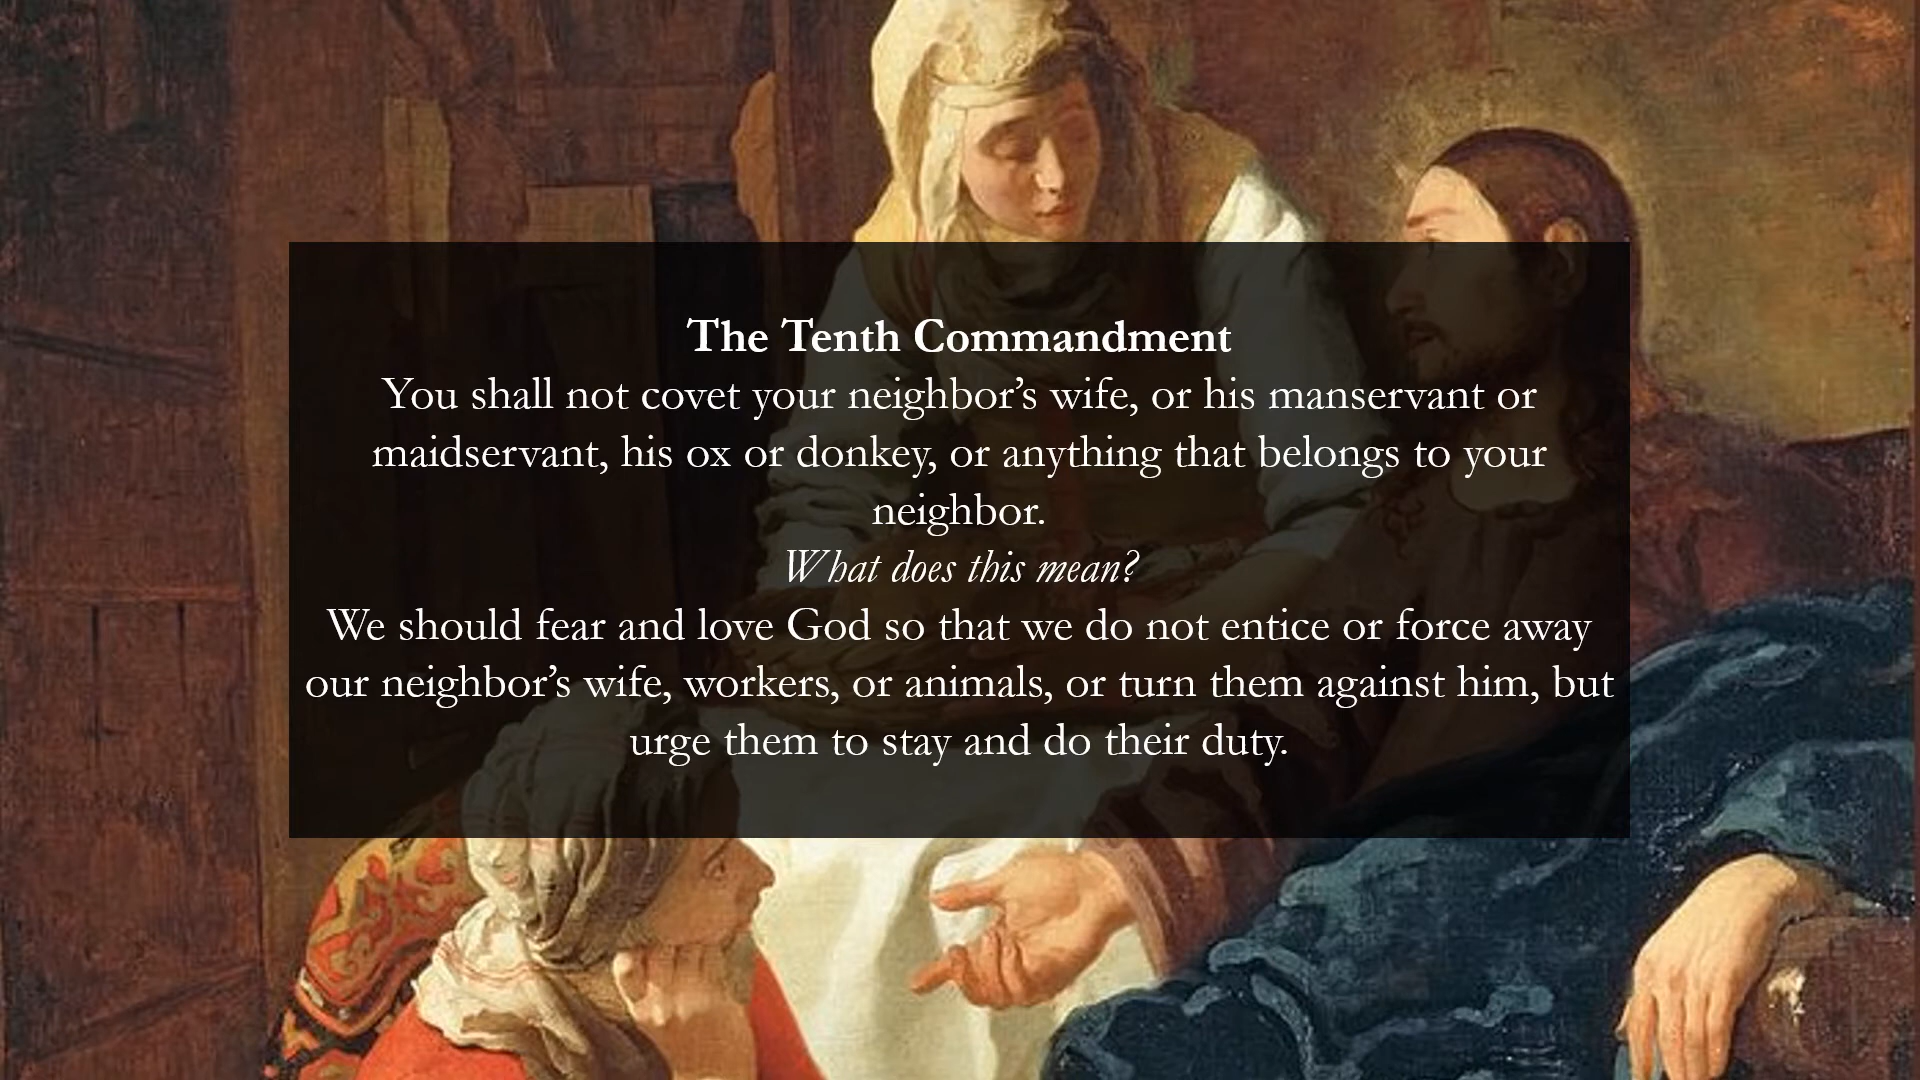 The Tenth Commandment
You shall not covet your neighbor’s wife, or his manservant or
maidservant, his ox or donkey, or anything that belongs to your
neighbor.
What does this mean?
We should fear and love God so that we do not entice or force away
our neighbor’s wife, workers, or animals, or turn them against him, but
urge them to stay and do their duty.